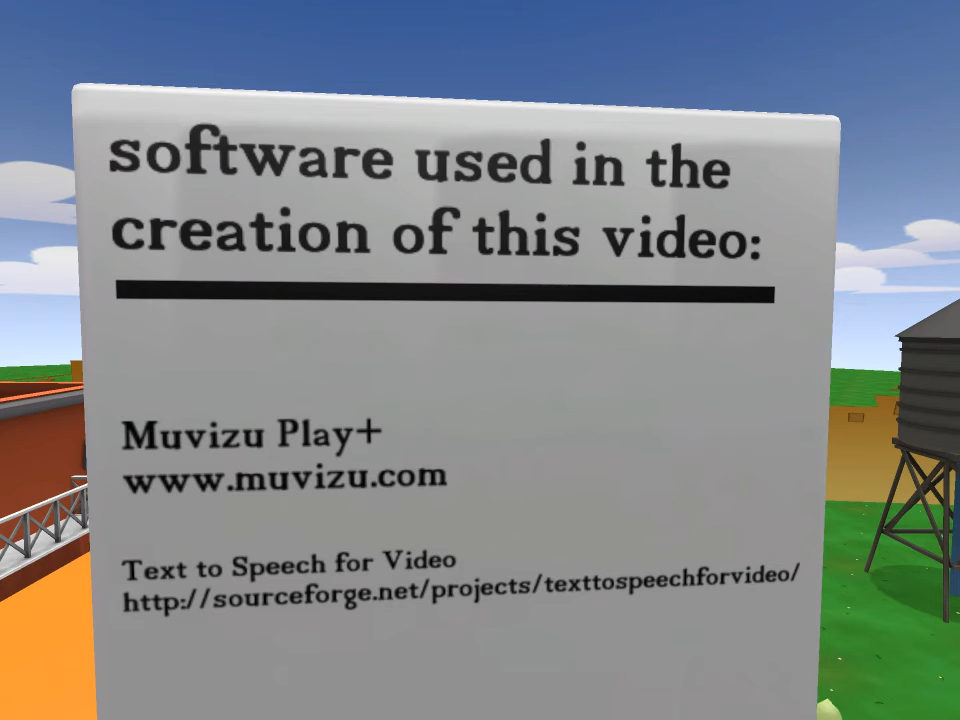 software used in the
creation of this video:
Muvizu Play+
www.muvizu.com
Text to Speech for Video
http://sourceforge.net/projects/texttospeechforvideo/